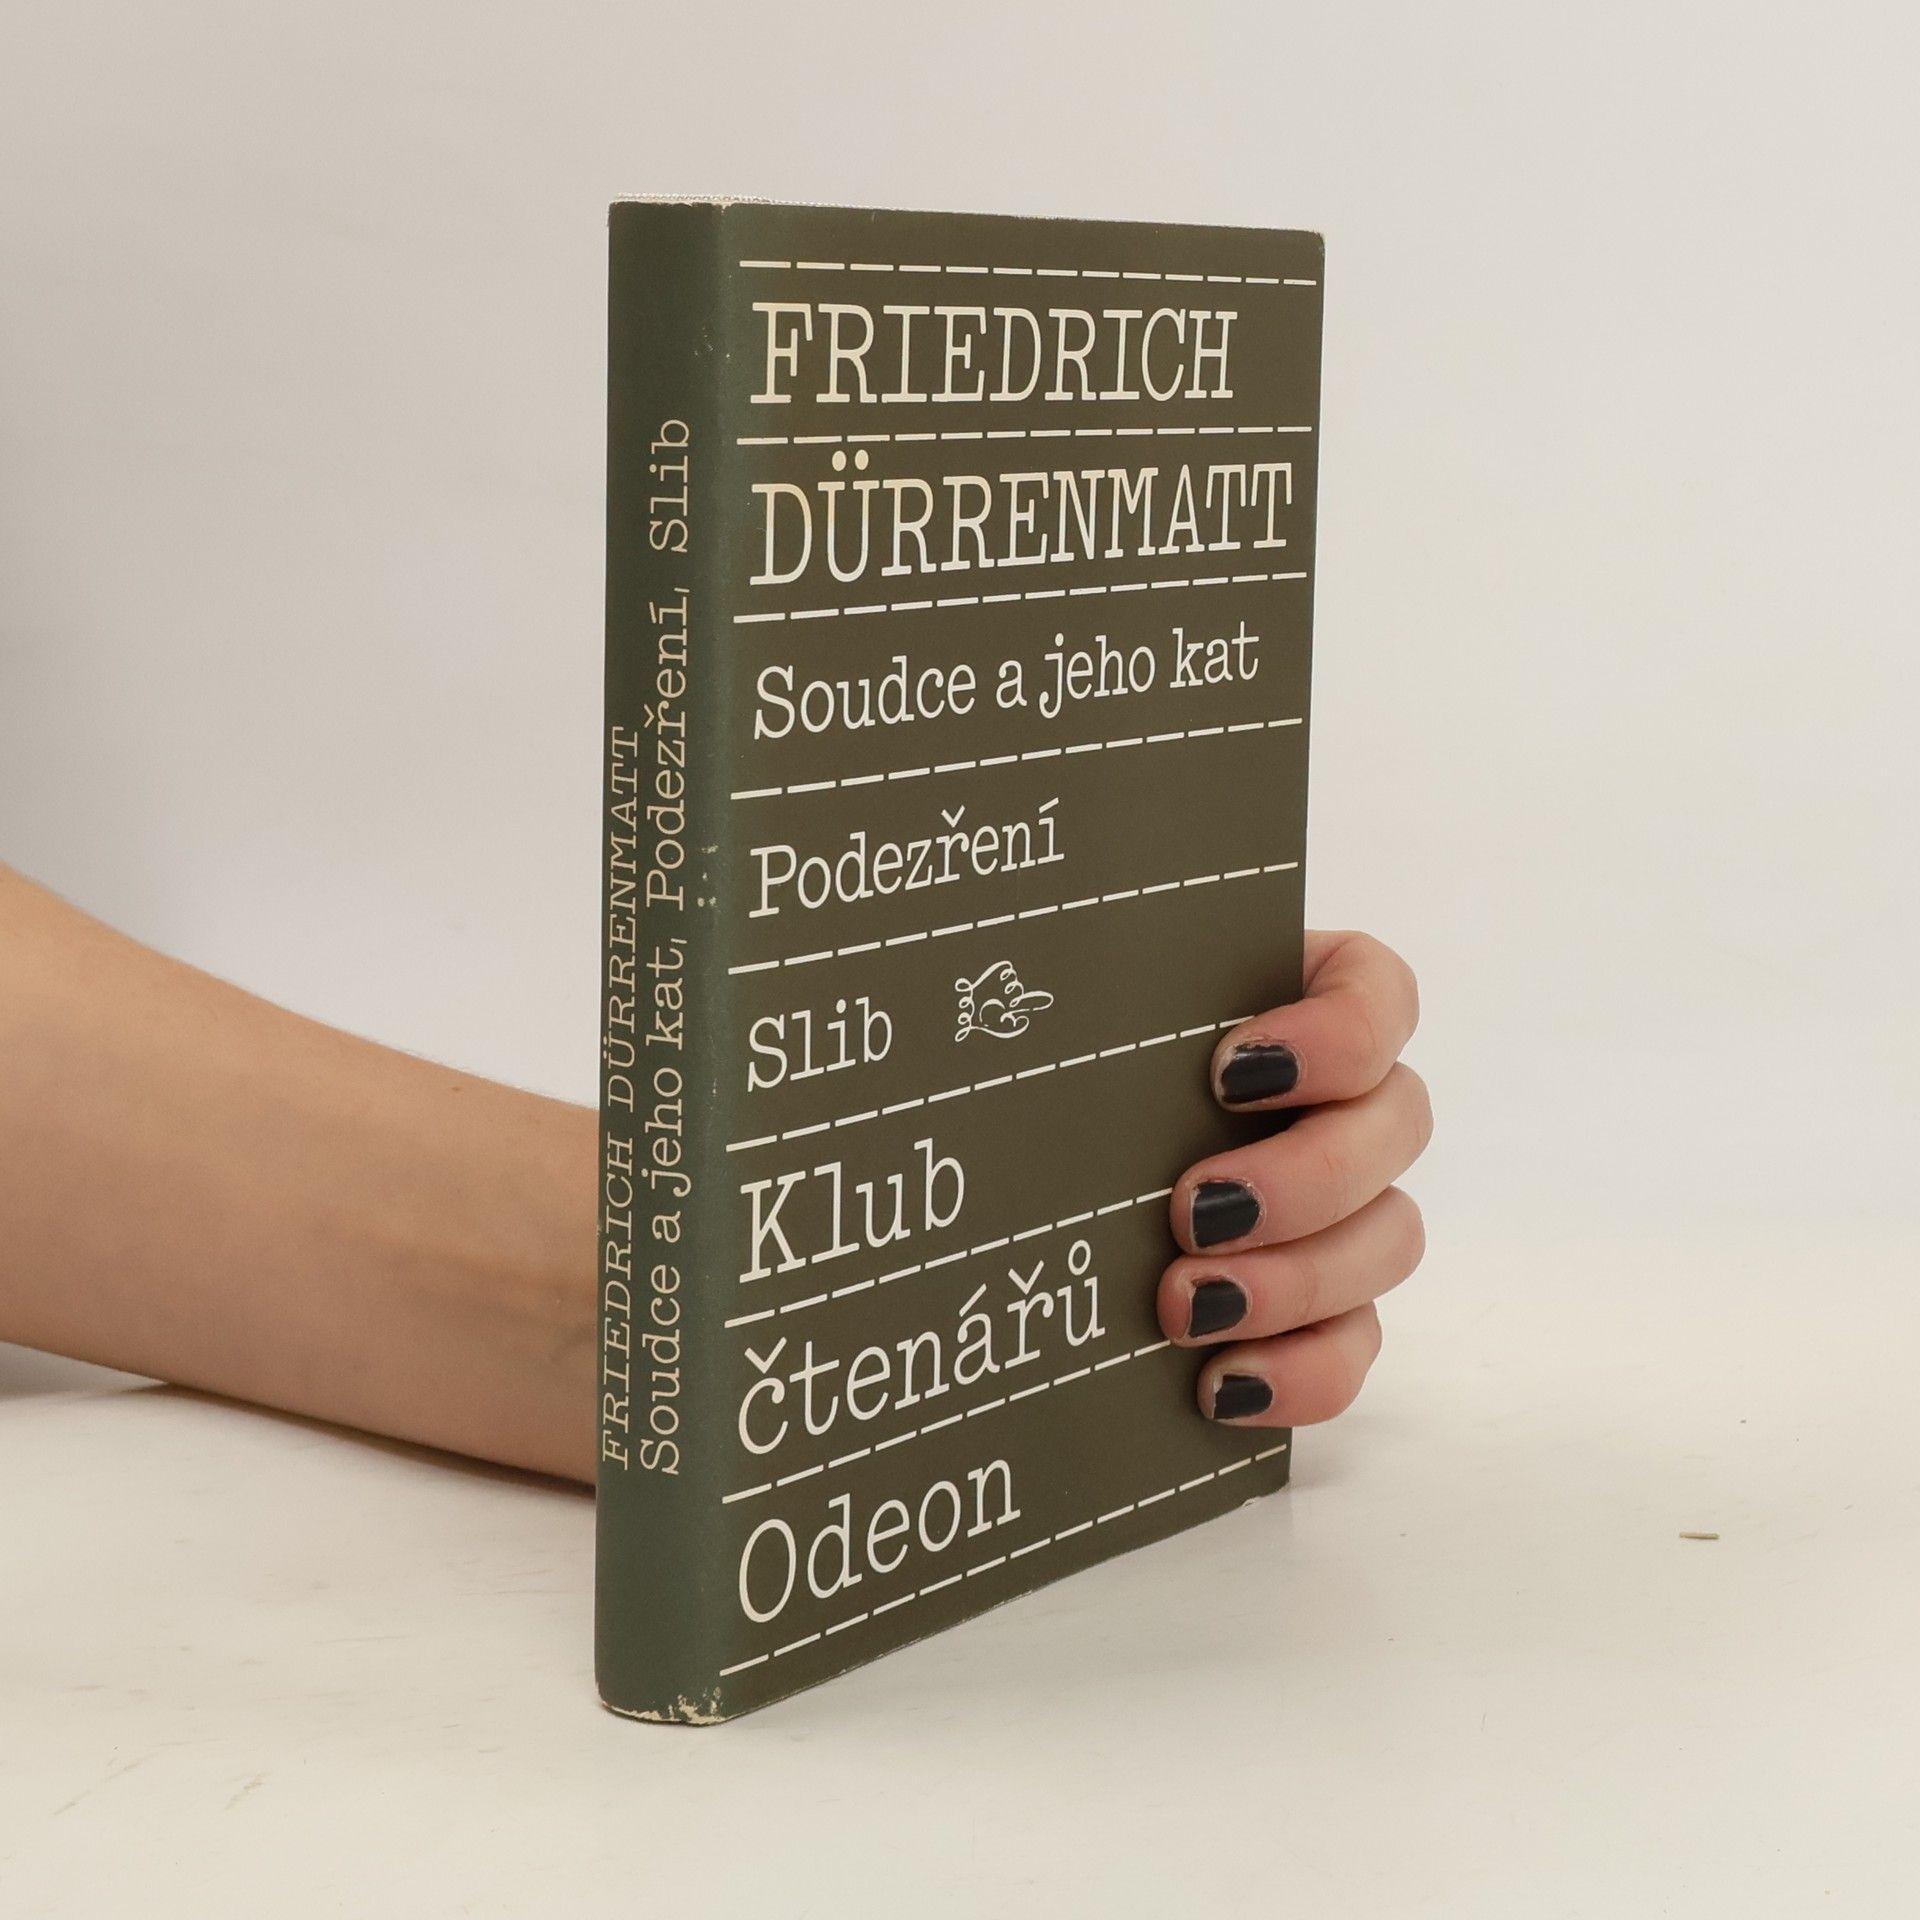 FRIEDRICH DÜRRENMATT
Soudce a jeho kat, Podezření, Slib
FRIEDRICH
DÜRRENMATT
Soudce a jeho kat
Podezření
Slib
Klub
čtenářů
Odeon